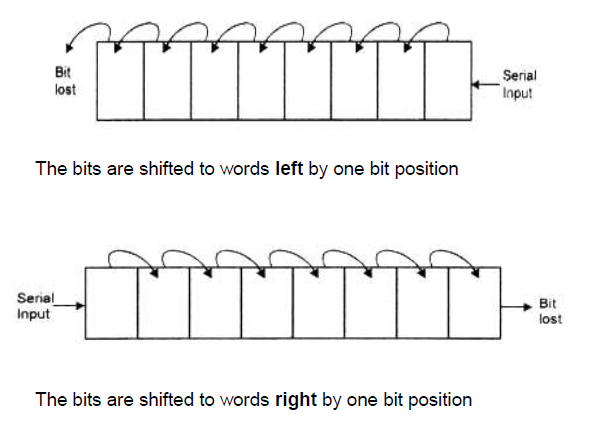 Bit
lost
Serial
Input
The bits are shifted to words left by one bit position
Serial
Input
Bit
lost
The bits are shifted to words right by one bit position